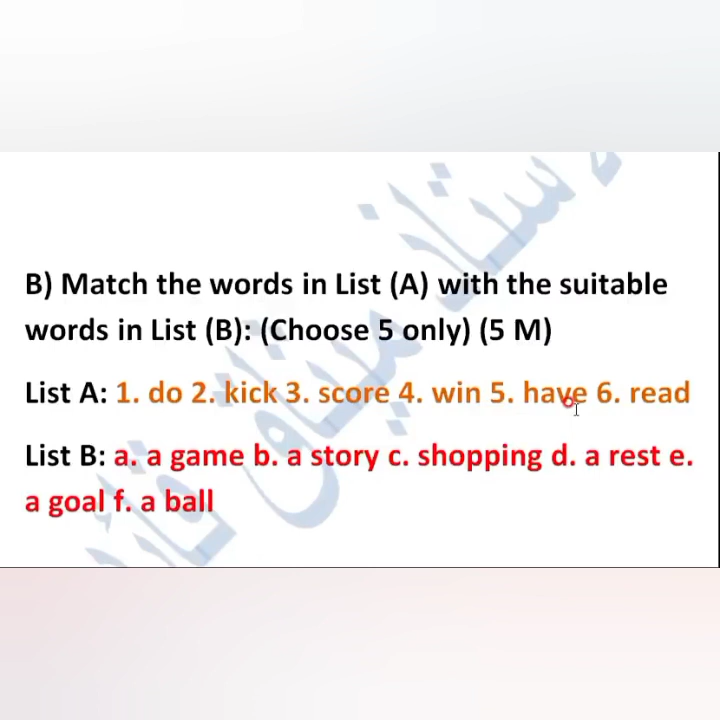 B) Match the words in List (A) with the suitable
words in List (B): (Choose 5 only) (5 M)
List A: 1. do 2. kick 3. score 4. win 5. have 6. read
List B: a. a game b. a story c. shopping d. a rest e.
a goal f. a ball